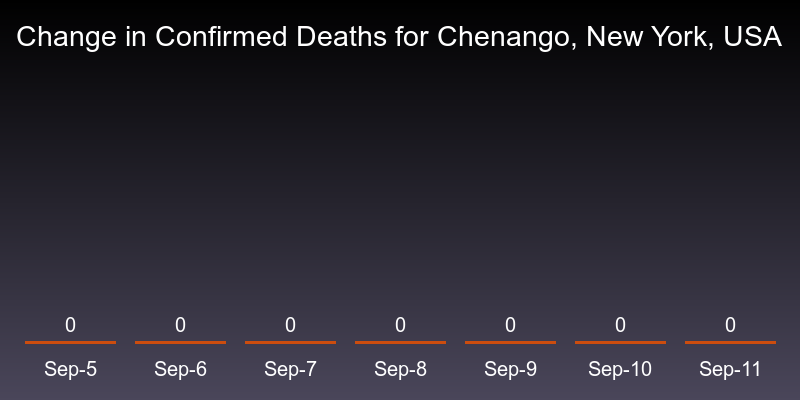 Change in Confirmed Deaths for Chenango, New York, USA
0 0 0 0 0 0 0
Sep-5 Sep-6 Sep-7 Sep-8 Sep-9 Sep-10 Sep-11